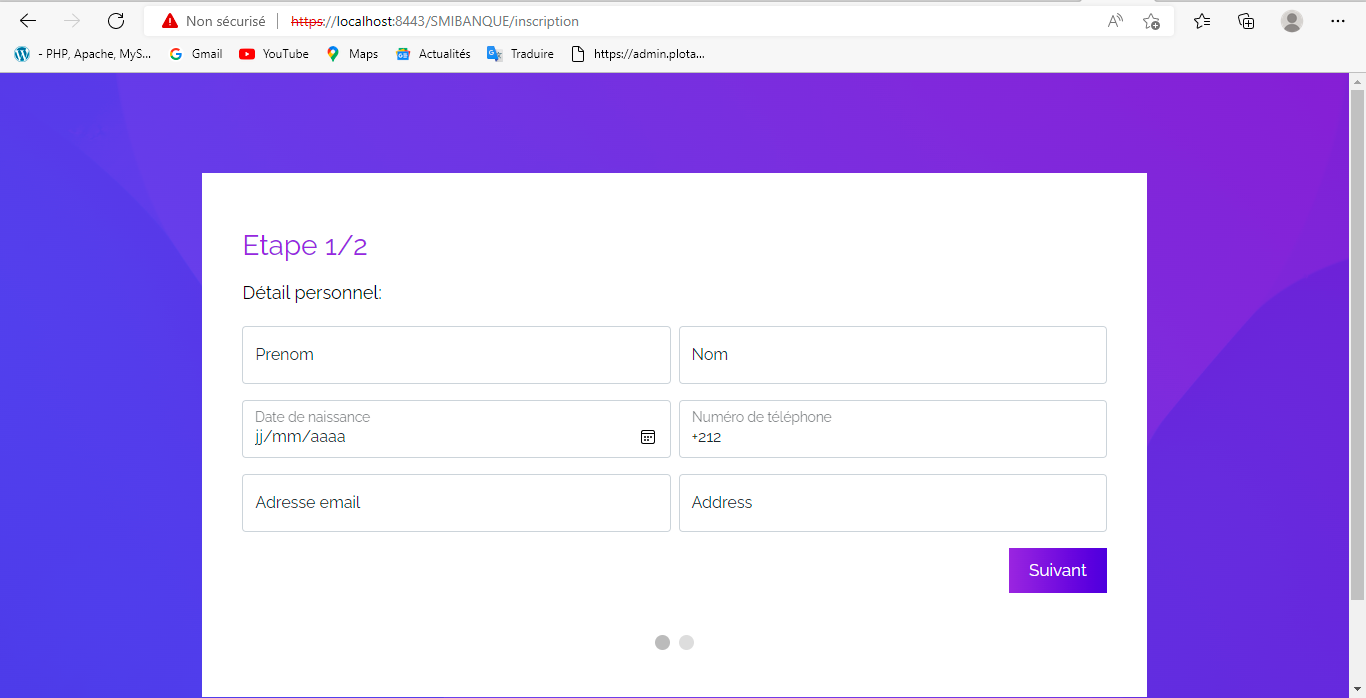 Non sécurisé https://localhost:8443/SMIBANQUE/inscription
- PHP, Apache, MyS... Gmail YouTube Maps Actualités Traduire https://admin.plota...
Etape 1/2
Détail personnel:
Prenom Nom
Date de naissance Numéro de téléphone
jj/mm/aaaa +212
Adresse email Address
Suivant